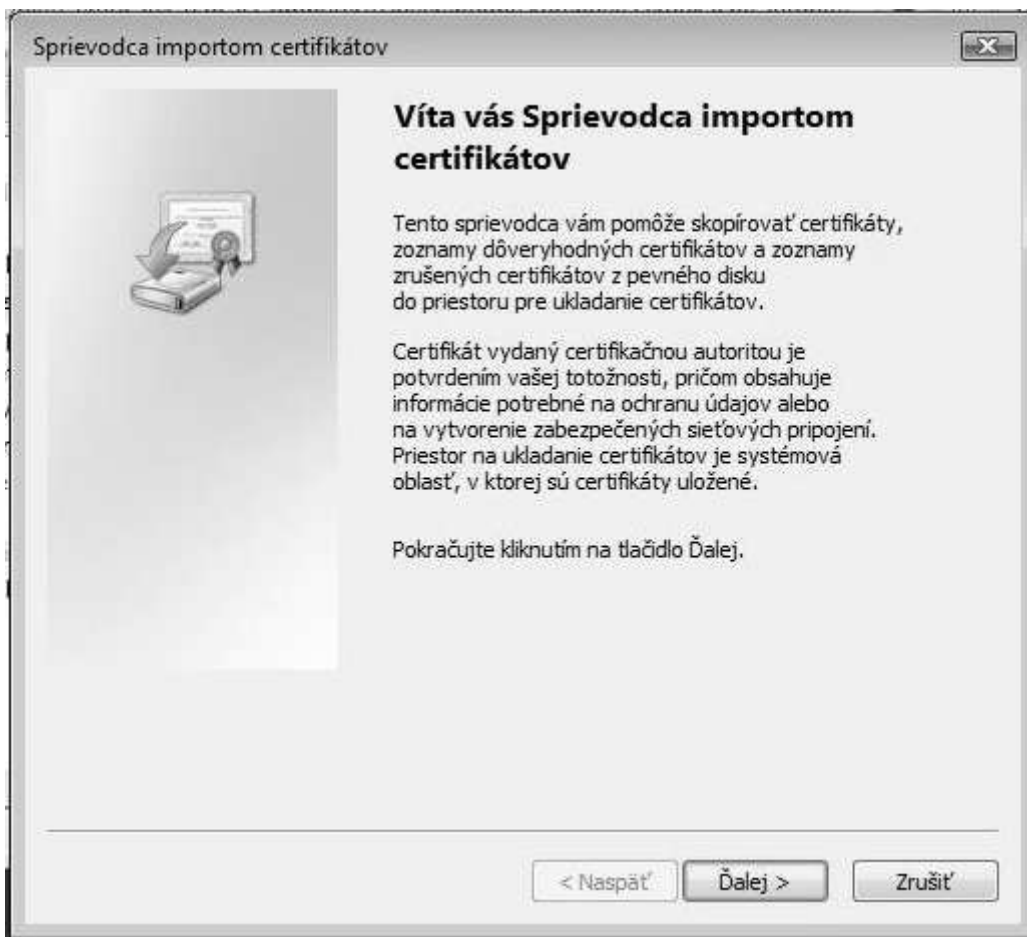 Sprievodca importom certifikátov
Víta vás Sprievodca importom
certifikátov
Tento sprievodca vám pomôže skopírovať certifikáty,
zoznamy dôveryhodných certifikátov a zoznamy
zrušených certifikátov z pevného disku
do priestoru pre ukladanie certifikátov.
Certifikát vydaný certifikačnou autoritou je
potvrdením vašej totožnosti, pričom obsahuje
informácie potrebné na ochranu údajov alebo
na vytvorenie zabezpečených sieťových pripojení.
Priestor na ukladanie certifikátov je systémová
oblasť, v ktorej sú certifikáty uložené.
Pokračujte kliknutím na tlačidlo Ďalej.
< Naspäť Ďalej > Zrušiť